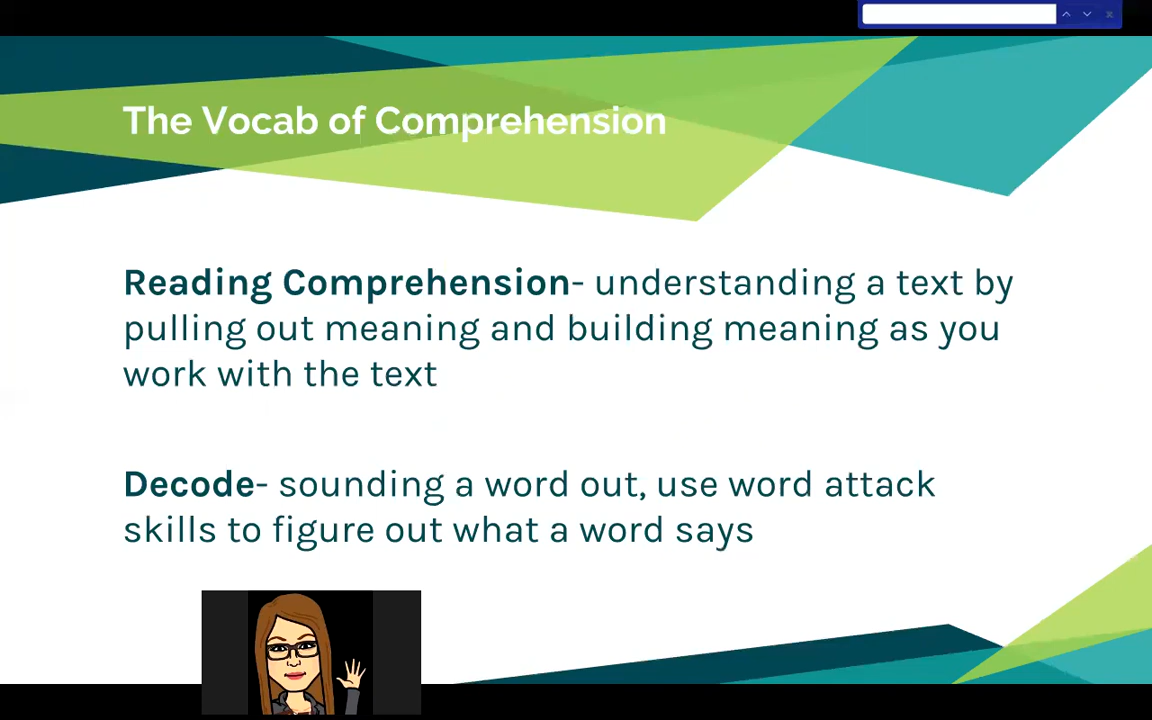 The Vocab of Comprehension
Reading Comprehension- understanding a text by
pulling out meaning and building meaning as you
work with the text
Decode- sounding a word out, use word attack
skills to figure out what a word says